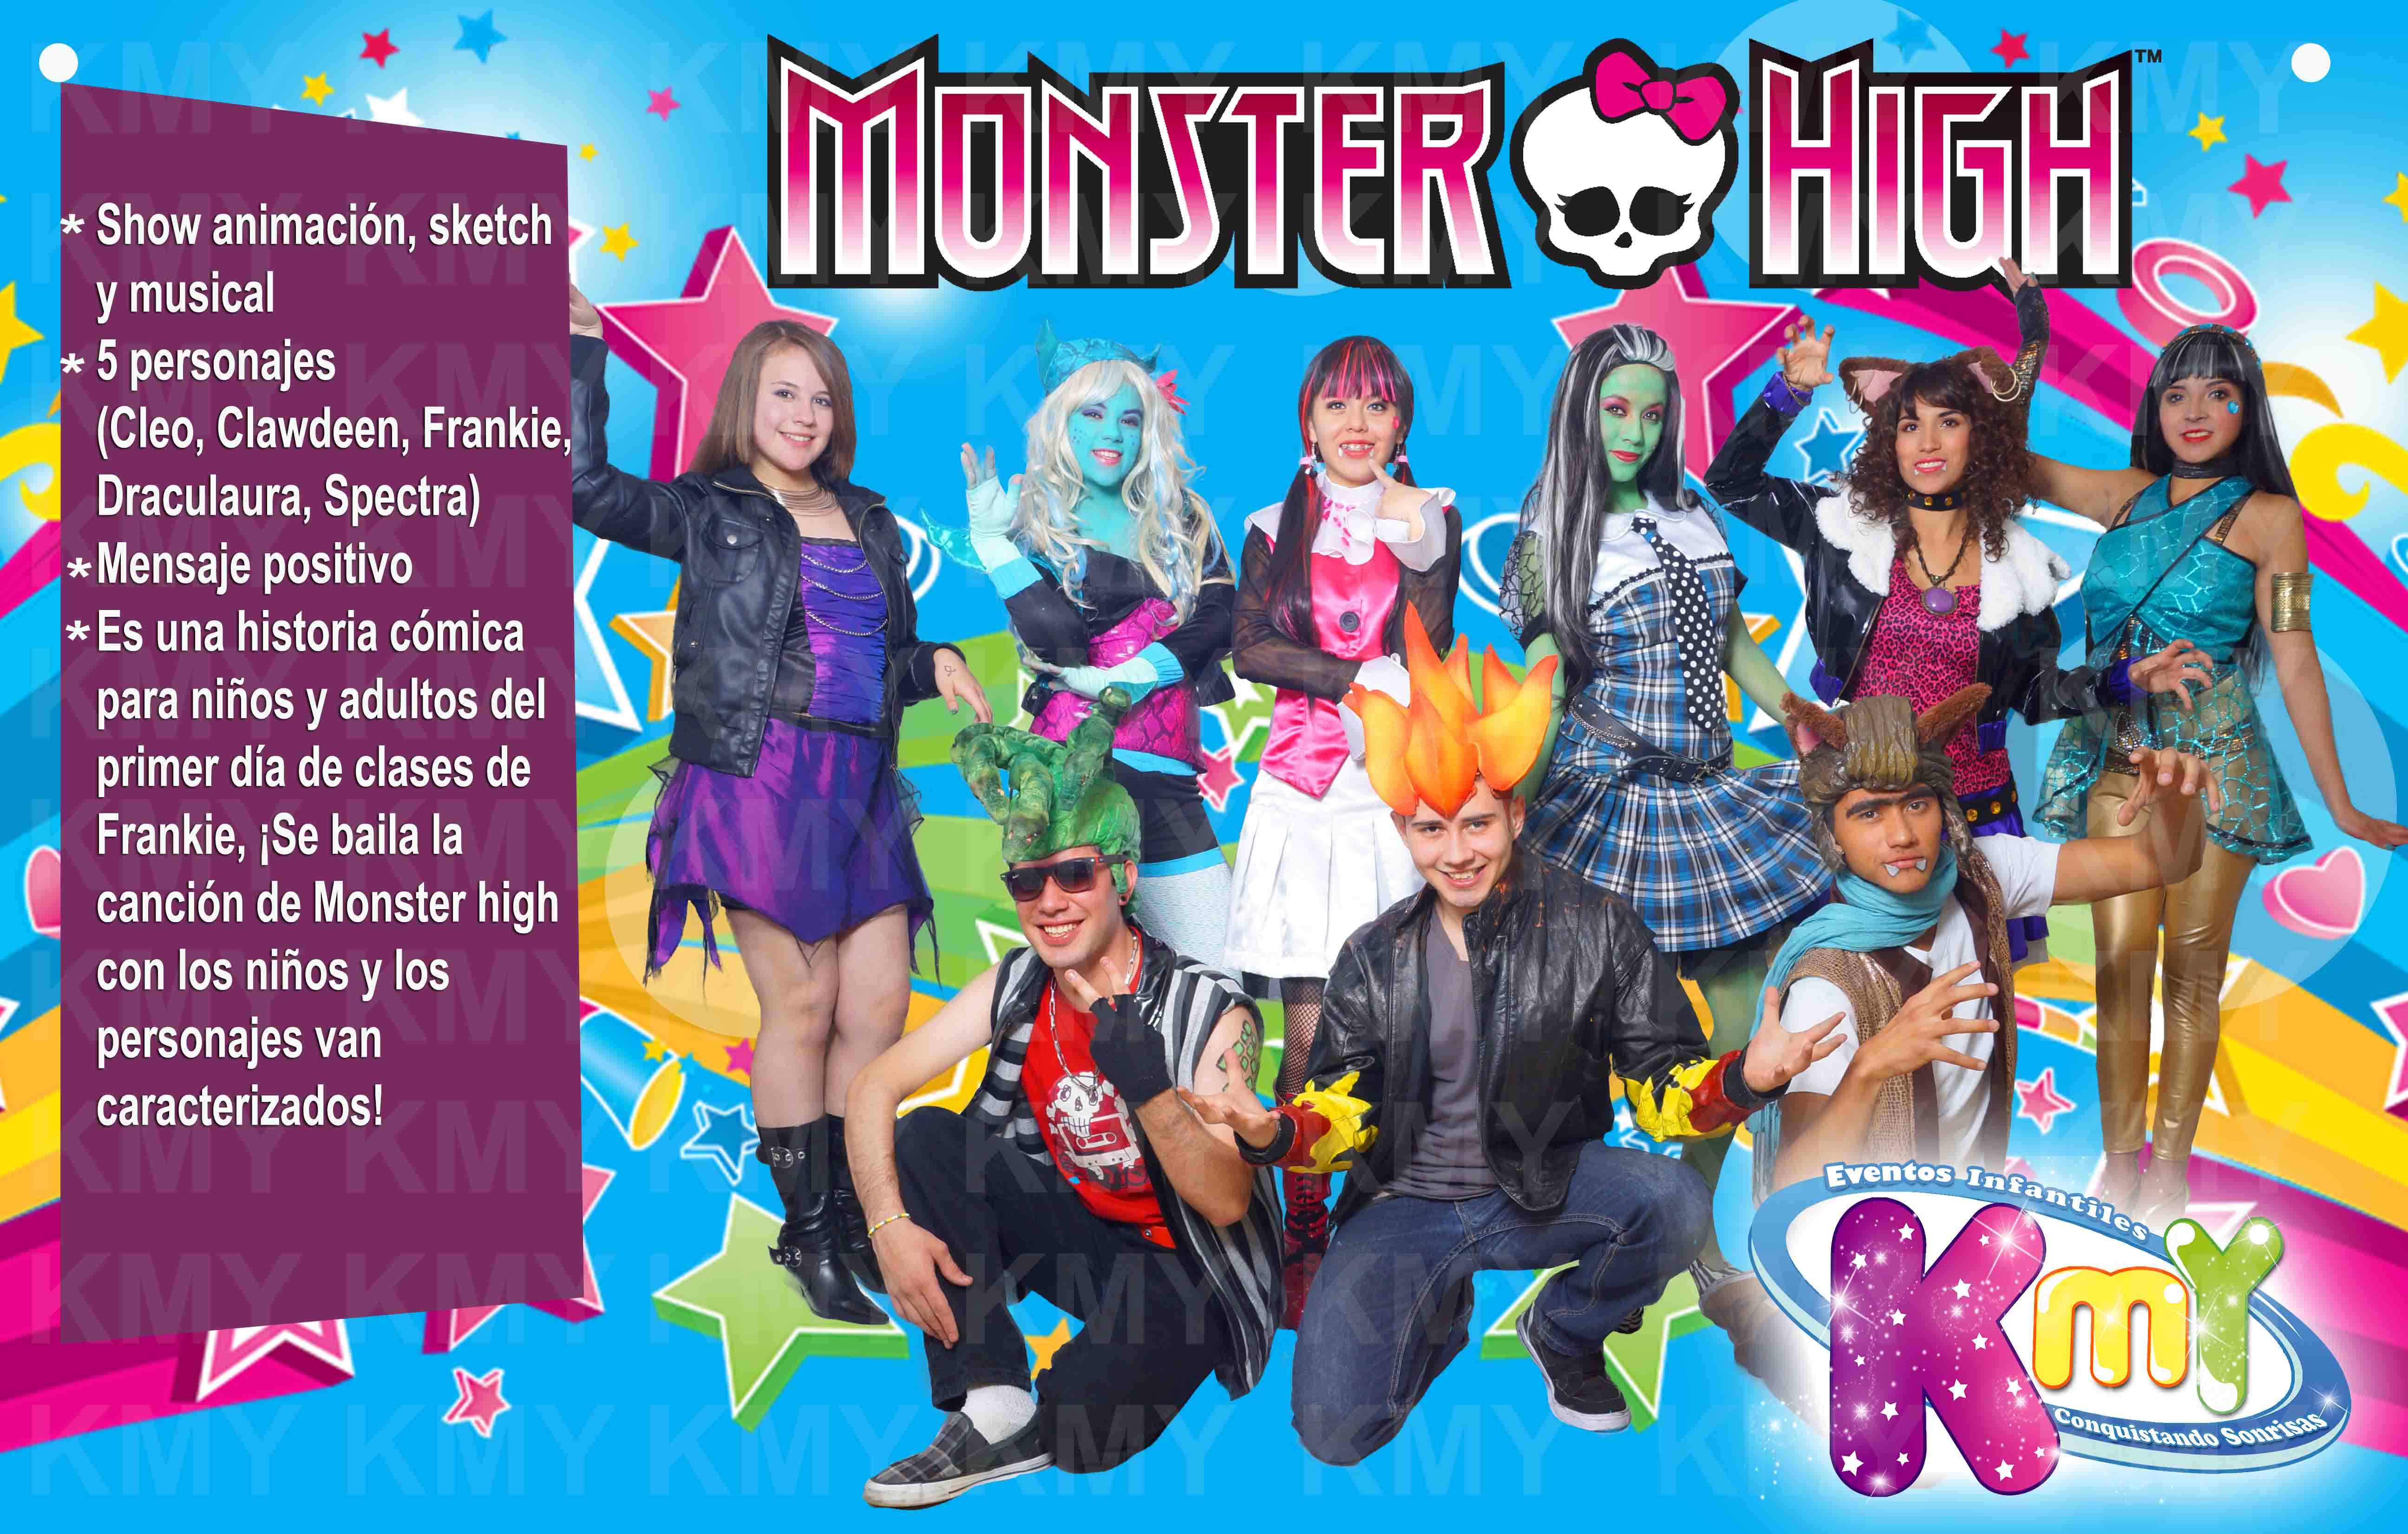 MONSTER HIGH™
* Show animación, sketch
y musical
* 5 personajes
(Cleo, Clawdeen, Frankie,
Draculaura, Spectra)
* Mensaje positivo
* Es una historia cómica
para niños y adultos del
primer día de clases de
Frankie, ¡Se baila la
canción de Monster high
con los niños y los
personajes van
caracterizados!
Eventos Infantiles
KmY
Conquistando Sonrisas